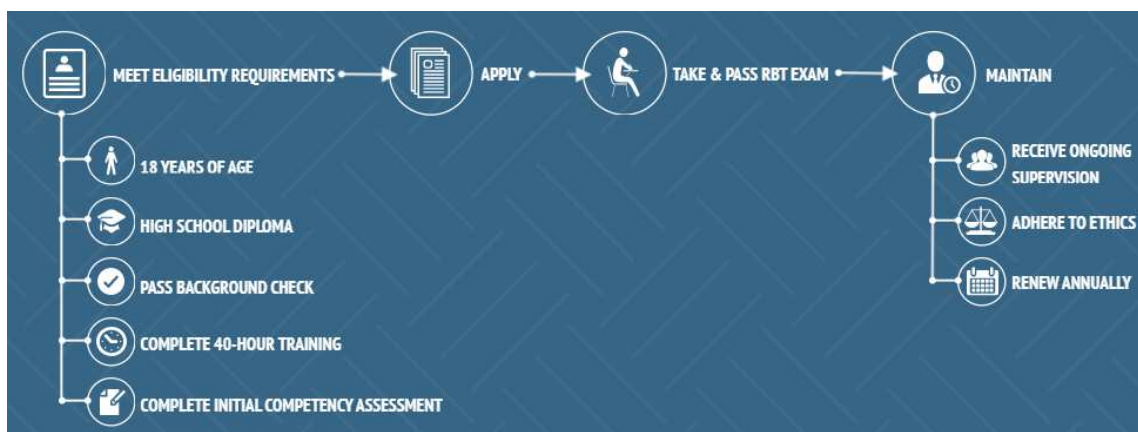 MEET ELIGIBILITY REQUIREMENTS
APPLY
TAKE & PASS RBT EXAM
MAINTAIN
18 YEARS OF AGE
HIGH SCHOOL DIPLOMA
PASS BACKGROUND CHECK
COMPLETE 40-HOUR TRAINING
COMPLETE INITIAL COMPETENCY ASSESSMENT
RECEIVE ONGOING
SUPERVISION
ADHERE TO ETHICS
RENEW ANNUALLY